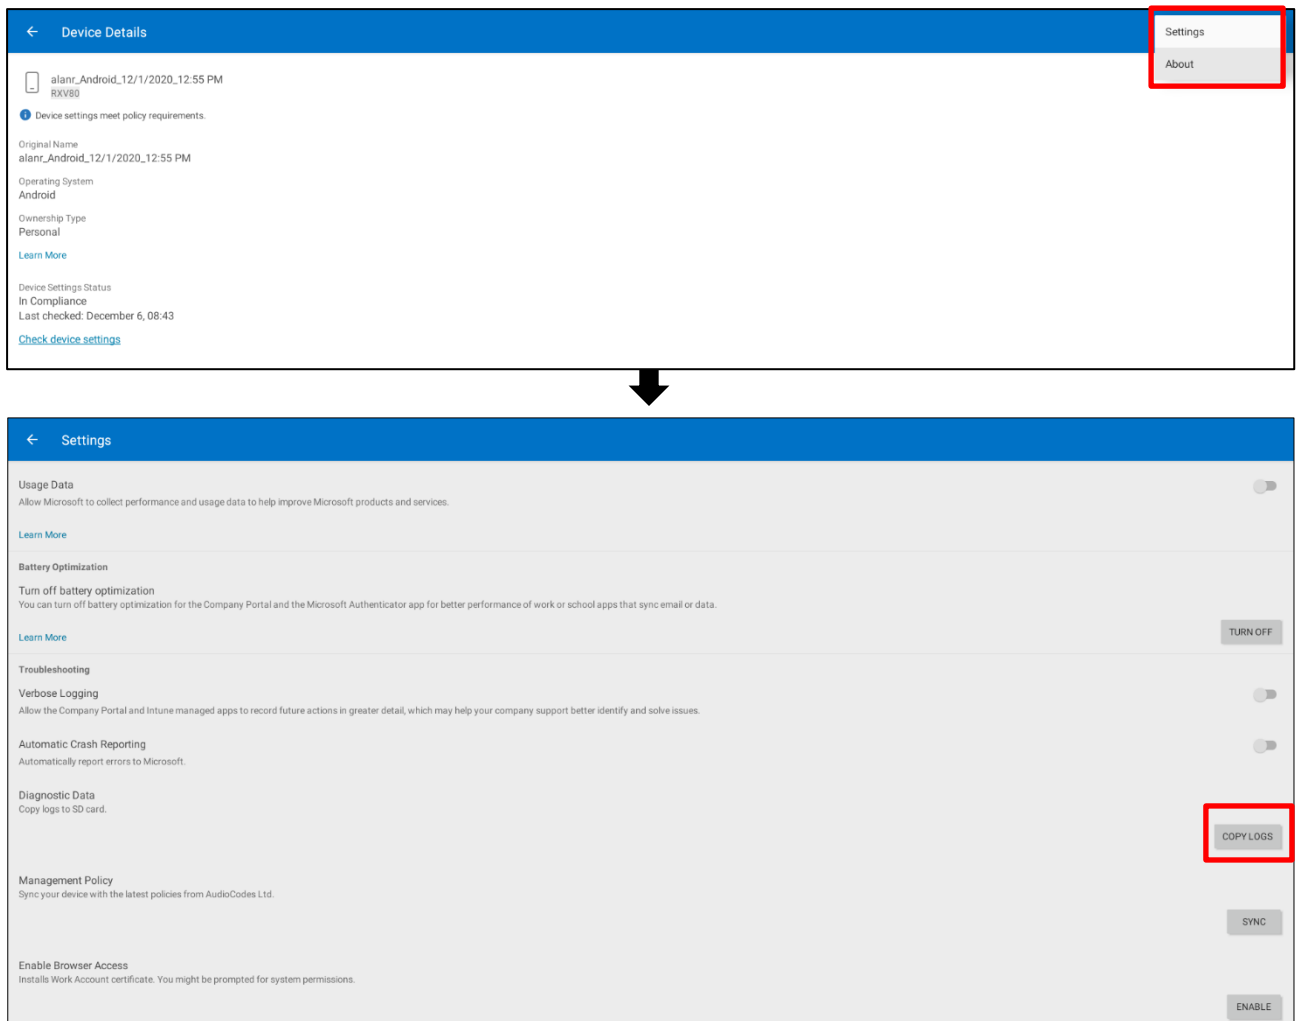 Device Details
Settings
About
alanr_Android_12/1/2020_12:55 PM
RXV80
Device settings meet policy requirements.
Original Name
alanr_Android_12/1/2020_12:55 PM
Operating System
Android
Ownership Type
Personal
Learn More
Device Settings Status
In Compliance
Last checked: December 6, 08:43
Check device settings
Settings
Usage Data
Allow Microsoft to collect performance and usage data to help improve Microsoft products and services.
Learn More
Battery Optimization
Turn off battery optimization
You can turn off battery optimization for the Company Portal and the Microsoft Authenticator app for better performance of work or school apps that sync email or data.
Learn More
TURN OFF
Troubleshooting
Verbose Logging
Allow the Company Portal and Intune managed apps to record future actions in greater detail, which may help your company support better identify and solve issues.
Automatic Crash Reporting
Automatically report errors to Microsoft.
Diagnostic Data
Copy logs to SD card.
COPY LOGS
Management Policy
Sync your device with the latest policies from AudioCodes Ltd.
SYNC
Enable Browser Access
Installs Work Account certificate. You might be prompted for system permissions.
ENABLE